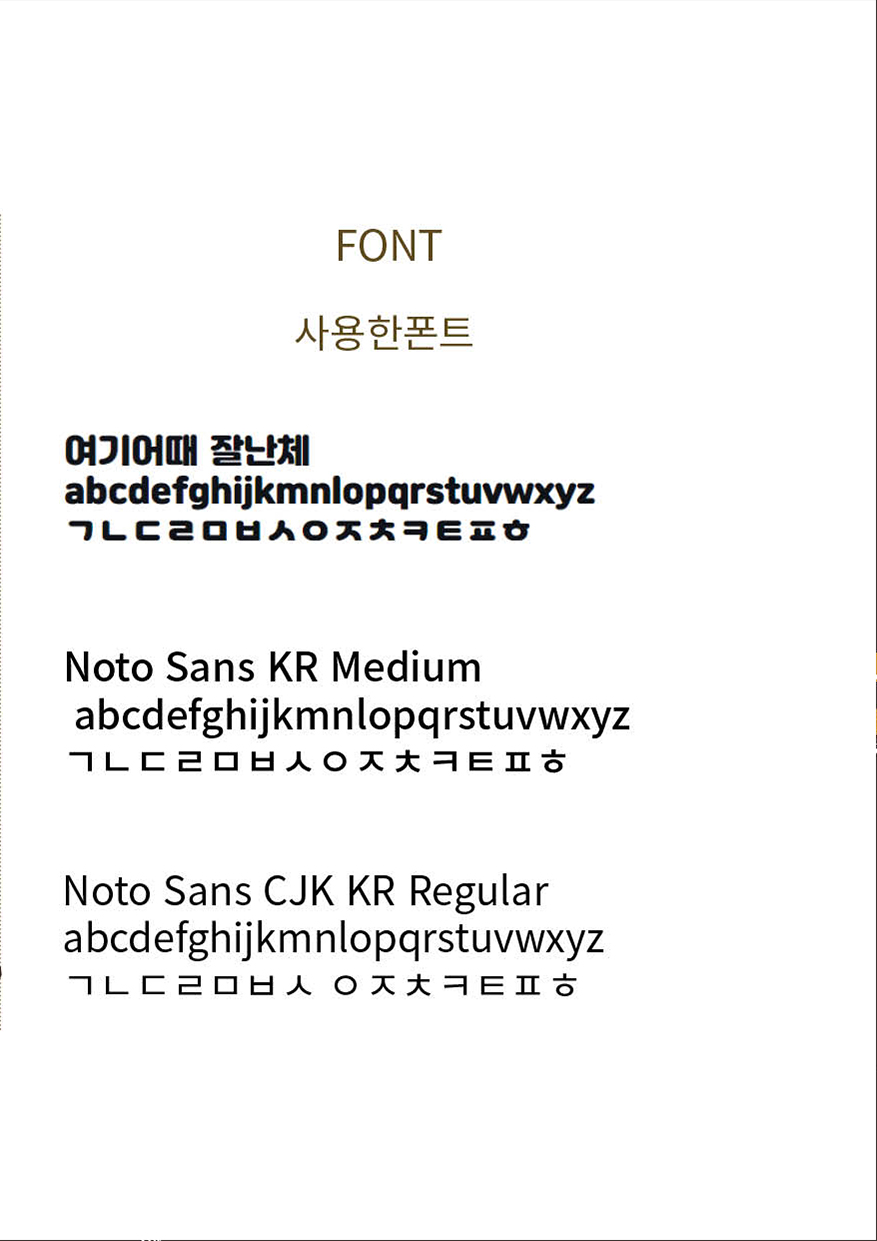 FONT
사용한폰트
여기어때 잘난체
abcdefghijkmnlopqrstuvwxyz
ㄱㄴㄷㄹㅁㅂㅅㅇㅈㅊㅋㅌㅍㅎ
Noto Sans KR Medium
abcdefghijkmnlopqrstuvwxyz
ㄱㄴㄷㄹㅁㅂㅅㅇㅈㅊㅋㅌㅍㅎ
Noto Sans CJK KR Regular
abcdefghijkmnlopqrstuvwxyz
ㄱㄴㄷㄹㅁㅂㅅ ㅇㅈㅊㅋㅌㅍㅎ